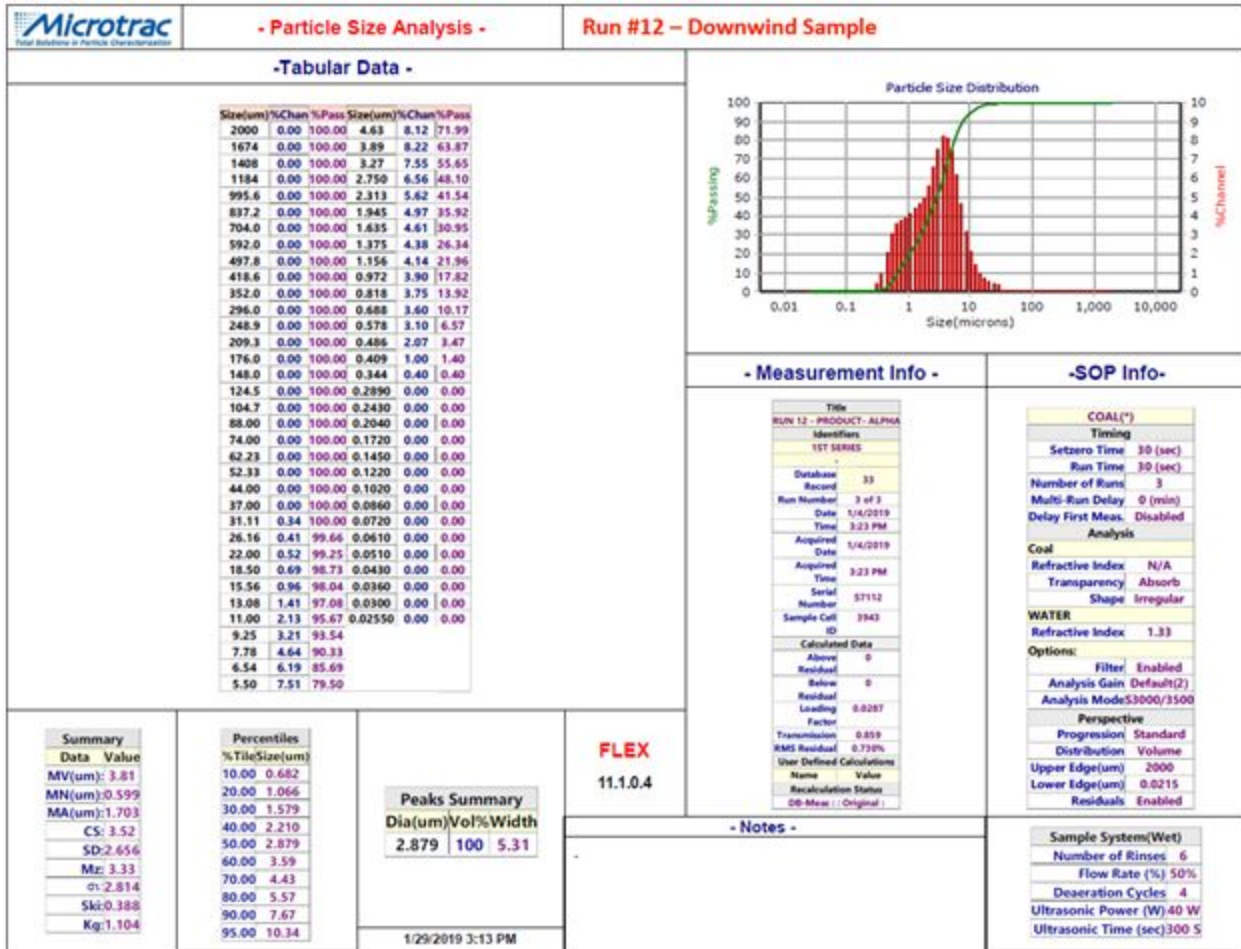 Microtrac
Total Solutions in Particle Characterization
- Particle Size Analysis -
Run #12 – Downwind Sample
-Tabular Data -
Size(um) %Chan %Pass Size(um) %Chan %Pass
2000 0.00 100.00 4.63 8.12 71.99
1674 0.00 100.00 3.89 8.22 63.87
1408 0.00 100.00 3.27 7.55 55.65
1184 0.00 100.00 2.750 6.56 48.10
995.6 0.00 100.00 2.313 5.62 41.54
837.2 0.00 100.00 1.945 4.97 35.92
704.0 0.00 100.00 1.635 4.61 30.95
592.0 0.00 100.00 1.375 4.38 26.34
497.8 0.00 100.00 1.156 4.14 21.96
418.6 0.00 100.00 0.972 3.90 17.82
352.0 0.00 100.00 0.818 3.75 13.92
296.0 0.00 100.00 0.688 3.60 10.17
248.9 0.00 100.00 0.578 3.10 6.57
209.3 0.00 100.00 0.486 2.07 3.47
176.0 0.00 100.00 0.409 1.00 1.40
148.0 0.00 100.00 0.344 0.40 0.40
124.5 0.00 100.00 0.2890 0.00 0.00
104.7 0.00 100.00 0.2430 0.00 0.00
88.00 0.00 100.00 0.2040 0.00 0.00
74.00 0.00 100.00 0.1720 0.00 0.00
62.23 0.00 100.00 0.1450 0.00 0.00
52.33 0.00 100.00 0.1220 0.00 0.00
44.00 0.00 100.00 0.1020 0.00 0.00
37.00 0.00 100.00 0.0860 0.00 0.00
31.11 0.34 100.00 0.0720 0.00 0.00
26.16 0.41 99.66 0.0610 0.00 0.00
22.00 0.52 99.25 0.0510 0.00 0.00
18.50 0.69 98.73 0.0430 0.00 0.00
15.56 0.96 98.04 0.0360 0.00 0.00
13.08 1.41 97.08 0.0300 0.00 0.00
11.00 2.13 95.67 0.02550 0.00 0.00
9.25 3.21 93.54
7.78 4.64 90.33
6.54 6.19 85.69
5.50 7.51 79.50
Particle Size Distribution
%Passing
100
90
80
70
60
50
40
30
20
10
0
%Channel
10
9
8
7
6
5
4
3
2
1
0
0.01 0.1 1 10 100 1,000 10,000
Size(microns)
- Measurement Info -
Title
RUN 12 - PRODUCT- ALPHA
Identifiers
1ST SERIES
-
Database Record 33
Run Number 3 of 3
Date 1/4/2019
Time 3:23 PM
Acquired Date 1/4/2019
Acquired Time 3:23 PM
Serial Number S7112
Sample Cell ID 3943
Calculated Data
Above Residual 0
Below Residual 0
Loading Factor 0.0287
Transmission 0.859
RMS Residual 0.730%
User Defined Calculations
Name Value
Recalculation Status
DB-Meas : : Original :
-SOP Info-
COAL(*)
Timing
Setzero Time 30 (sec)
Run Time 30 (sec)
Number of Runs 3
Multi-Run Delay 0 (min)
Delay First Meas. Disabled
Analysis
Coal
Refractive Index N/A
Transparency Absorb
Shape Irregular
WATER
Refractive Index 1.33
Options:
Filter Enabled
Analysis Gain Default(2)
Analysis Mode S3000/3500
Perspective
Progression Standard
Distribution Volume
Upper Edge(um) 2000
Lower Edge(um) 0.0215
Residuals Enabled
Summary
Data Value
MV(um): 3.81
MN(um): 0.599
MA(um): 1.703
CS: 3.52
SD: 2.656
Mz: 3.33
σ1: 2.814
Ski: 0.388
Kg: 1.104
Percentiles
%Tile Size(um)
10.00 0.682
20.00 1.066
30.00 1.579
40.00 2.210
50.00 2.879
60.00 3.59
70.00 4.43
80.00 5.57
90.00 7.67
95.00 10.34
Peaks Summary
Dia(um) Vol% Width
2.879 100 5.31
1/29/2019 3:13 PM
FLEX
11.1.0.4
- Notes -
Sample System(Wet)
Number of Rinses 6
Flow Rate (%) 50%
Deaeration Cycles 4
Ultrasonic Power (W) 40 W
Ultrasonic Time (sec) 300 S